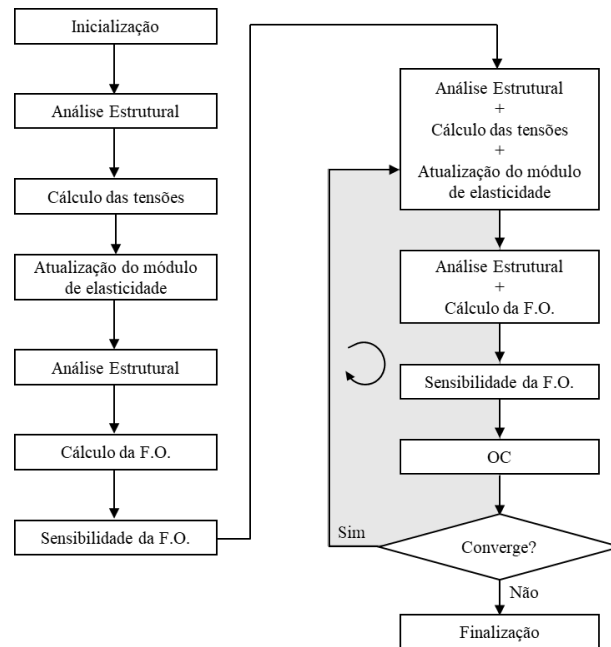 Inicialização
Análise Estrutural
Cálculo das tensões
Atualização do módulo
de elasticidade
Análise Estrutural
Cálculo da F.O.
Sensibilidade da F.O.
Análise Estrutural
+
Cálculo das tensões
+
Atualização do módulo
de elasticidade
Análise Estrutural
+
Cálculo da F.O.
Sensibilidade da F.O.
OC
Sim
Converge?
Não
Finalização